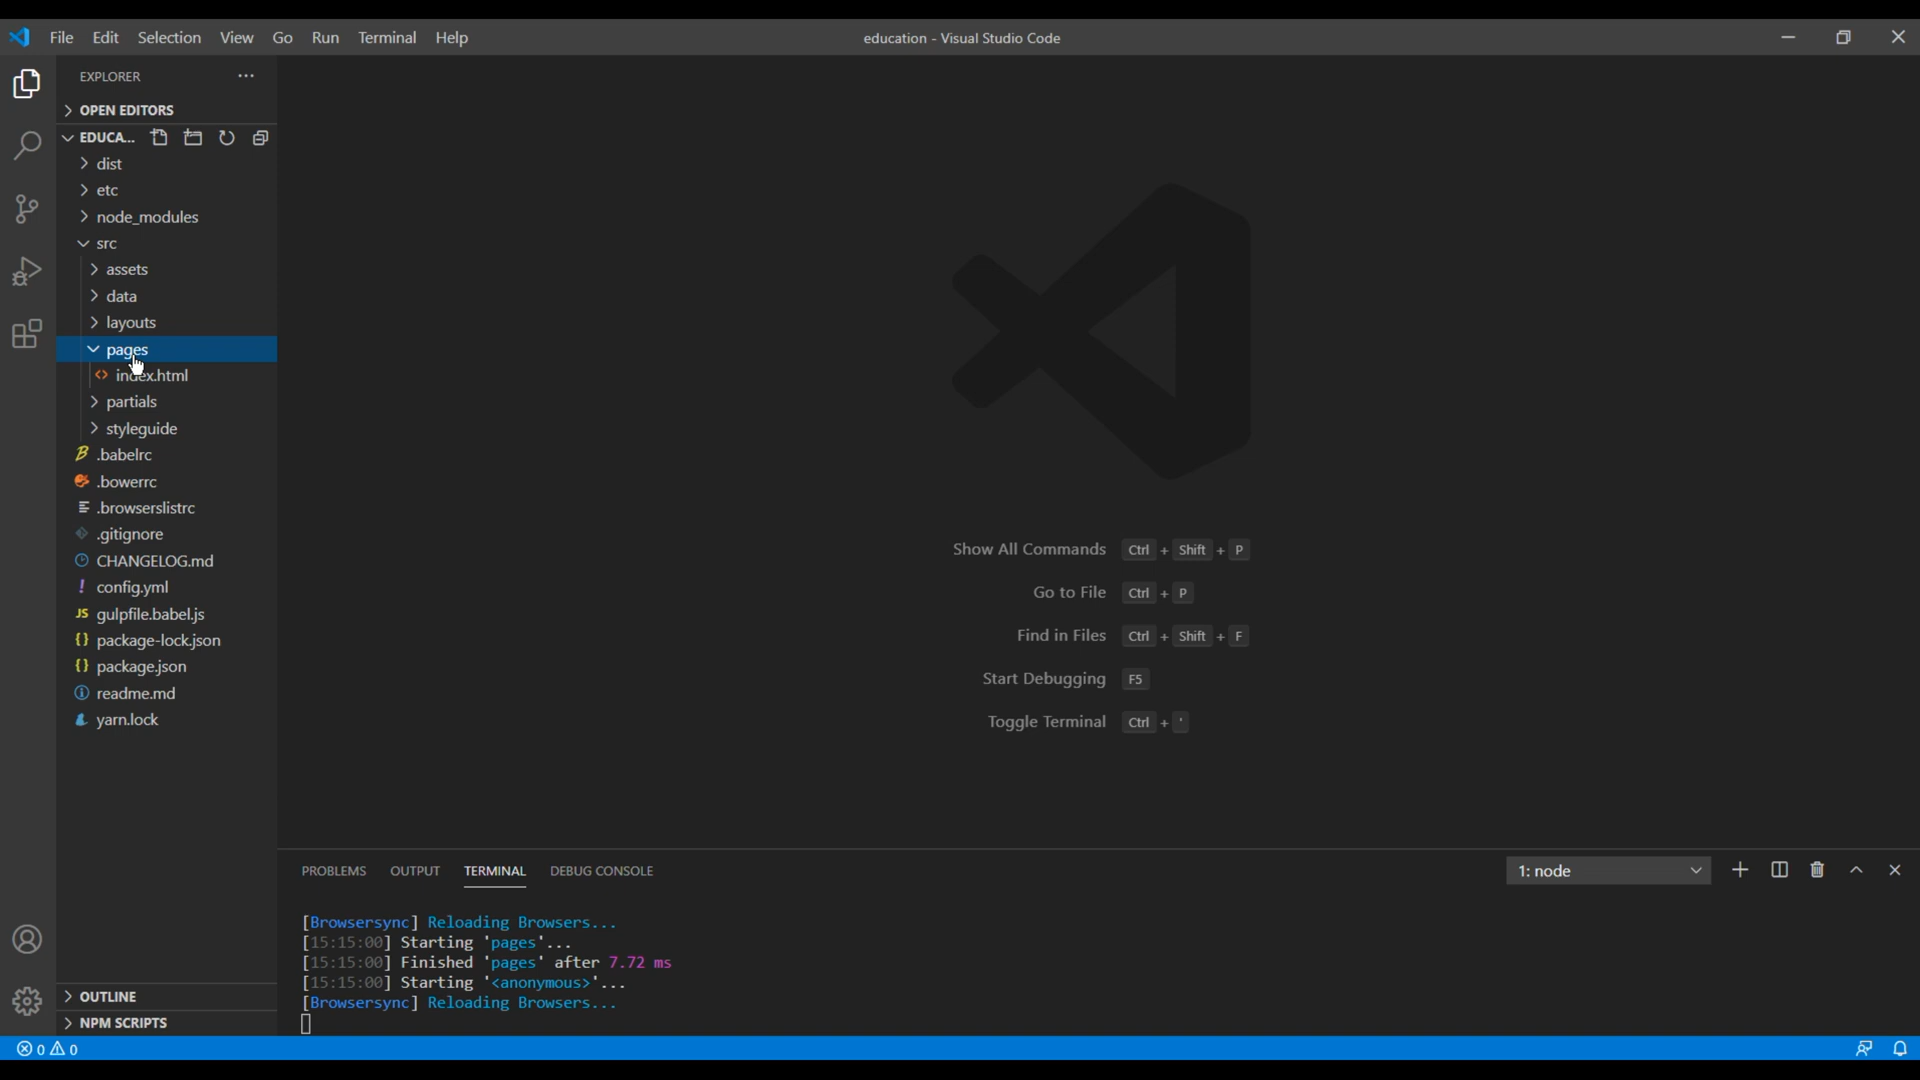 File Edit Selection View Go Run Terminal Help
education - Visual Studio Code
EXPLORER
OPEN EDITORS
EDUCA...
dist
etc
node_modules
src
assets
data
layouts
pages
index.html
partials
styleguide
.babelrc
.bowerrc
.browserslistrc
.gitignore
CHANGELOG.md
config.yml
JS gulpfile.babel.js
package-lock.json
package.json
readme.md
yarn.lock
OUTLINE
NPM SCRIPTS
Show All Commands Ctrl + Shift + P
Go to File Ctrl + P
Find in Files Ctrl + Shift + F
Start Debugging F5
Toggle Terminal Ctrl + '
PROBLEMS OUTPUT TERMINAL DEBUG CONSOLE
1: node
[Browsersync] Reloading Browsers...
[15:15:00] Starting 'pages'...
[15:15:00] Finished 'pages' after 7.72 ms
[15:15:00] Starting '<anonymous>'...
[Browsersync] Reloading Browsers...
0 0